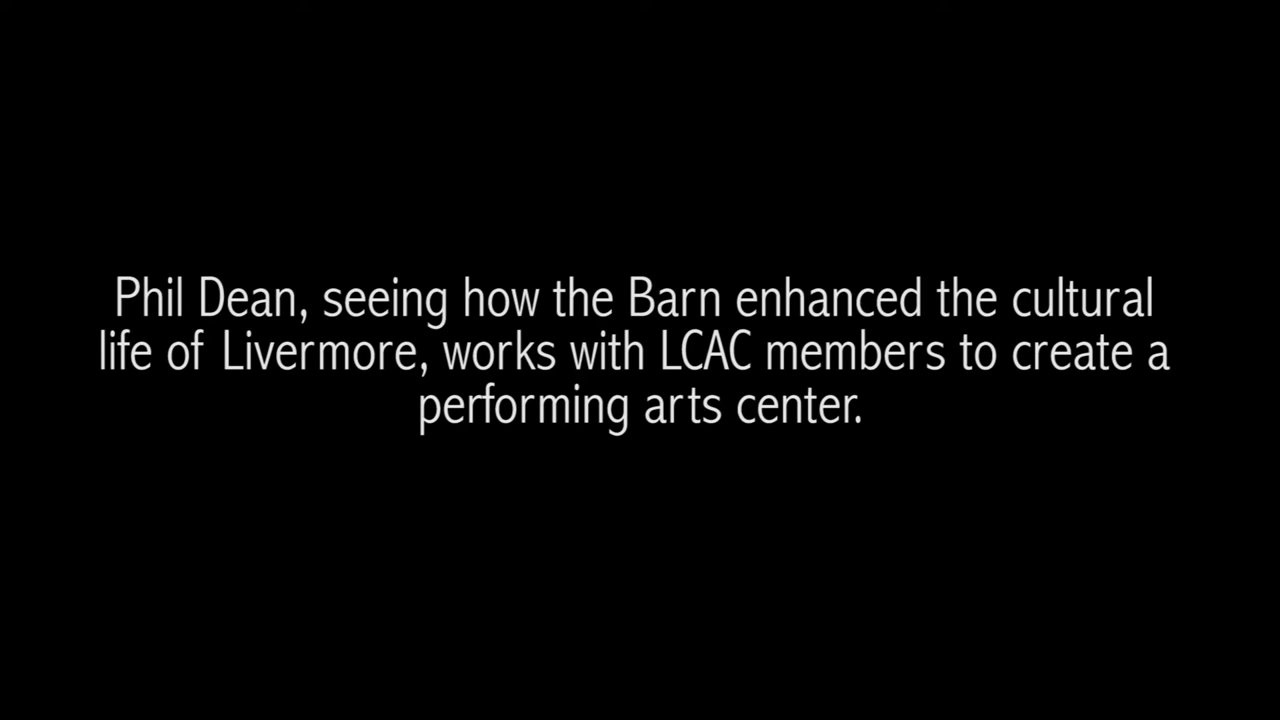 Phil Dean, seeing how the Barn enhanced the cultural
life of Livermore, works with LCAC members to create a
performing arts center.